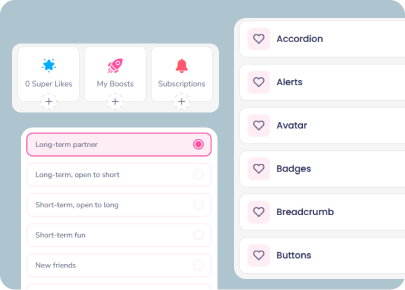 0 Super Likes
My Boosts
Subscriptions
Long-term partner
Long-term, open to short
Short-term, open to long
Short-term fun
New friends
Accordion
Alerts
Avatar
Badges
Breadcrumb
Buttons